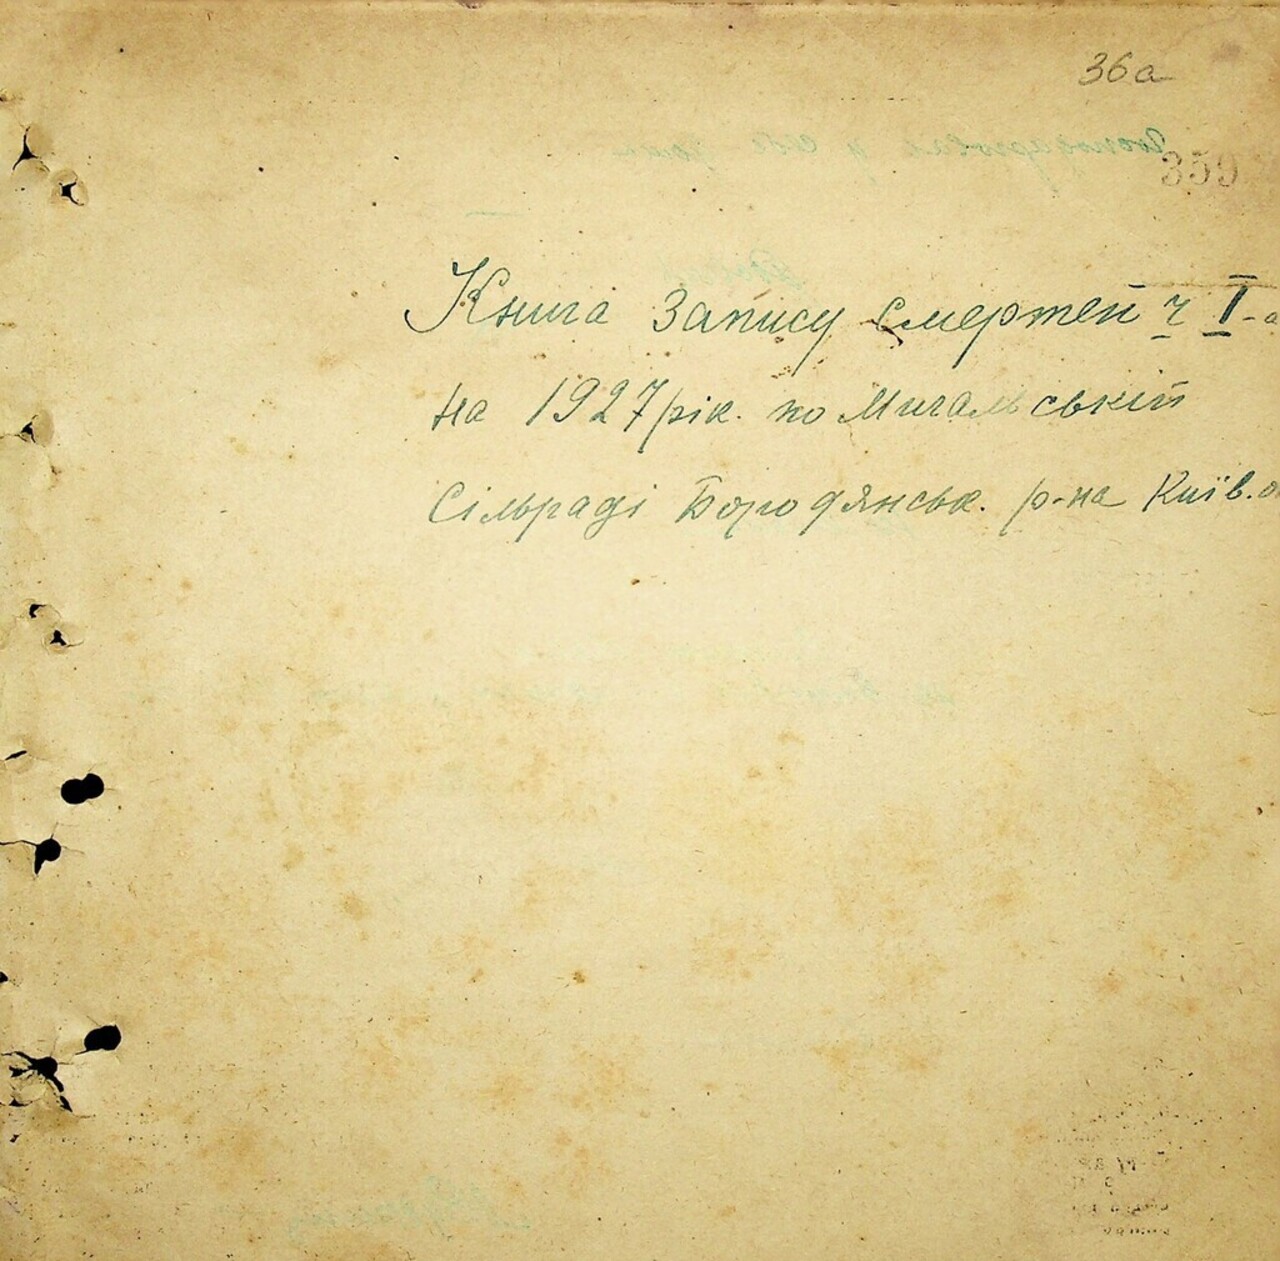 36а
359
Книга Запису Смертей ч I-а
на 1927 рік. по Мигальській
Сільраді Бородянськ. р-на Київ. о